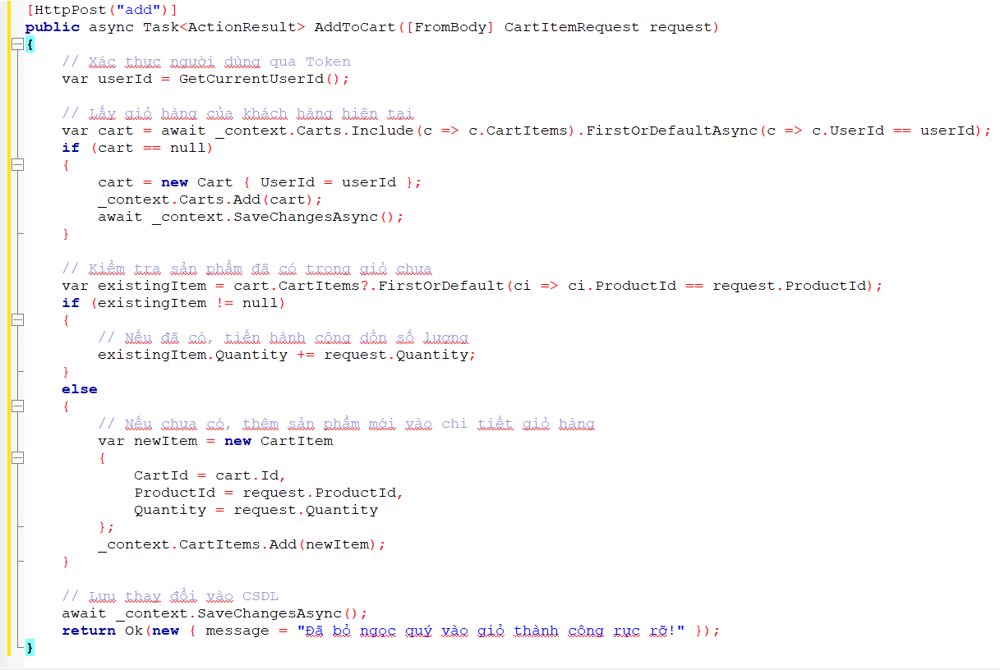 [HttpPost("add")]
public async Task<ActionResult> AddToCart([FromBody] CartItemRequest request)
{
// Xác thực người dùng qua Token
var userId = GetCurrentUserId();
// Lấy giỏ hàng của khách hàng hiện tại
var cart = await _context.Carts.Include(c => c.CartItems).FirstOrDefaultAsync(c => c.UserId == userId);
if (cart == null)
{
cart = new Cart { UserId = userId };
_context.Carts.Add(cart);
await _context.SaveChangesAsync();
}
// Kiểm tra sản phẩm đã có trong giỏ chưa
var existingItem = cart.CartItems?.FirstOrDefault(ci => ci.ProductId == request.ProductId);
if (existingItem != null)
{
// Nếu đã có, tiến hành cộng dồn số lượng
existingItem.Quantity += request.Quantity;
}
else
{
// Nếu chưa có, thêm sản phẩm mới vào chi tiết giỏ hàng
var newItem = new CartItem
{
CartId = cart.Id,
ProductId = request.ProductId,
Quantity = request.Quantity
};
_context.CartItems.Add(newItem);
}
// Lưu thay đổi vào CSDL
await _context.SaveChangesAsync();
return Ok(new { message = "Đã bỏ ngọc quý vào giỏ thành công rực rỡ!" });
}